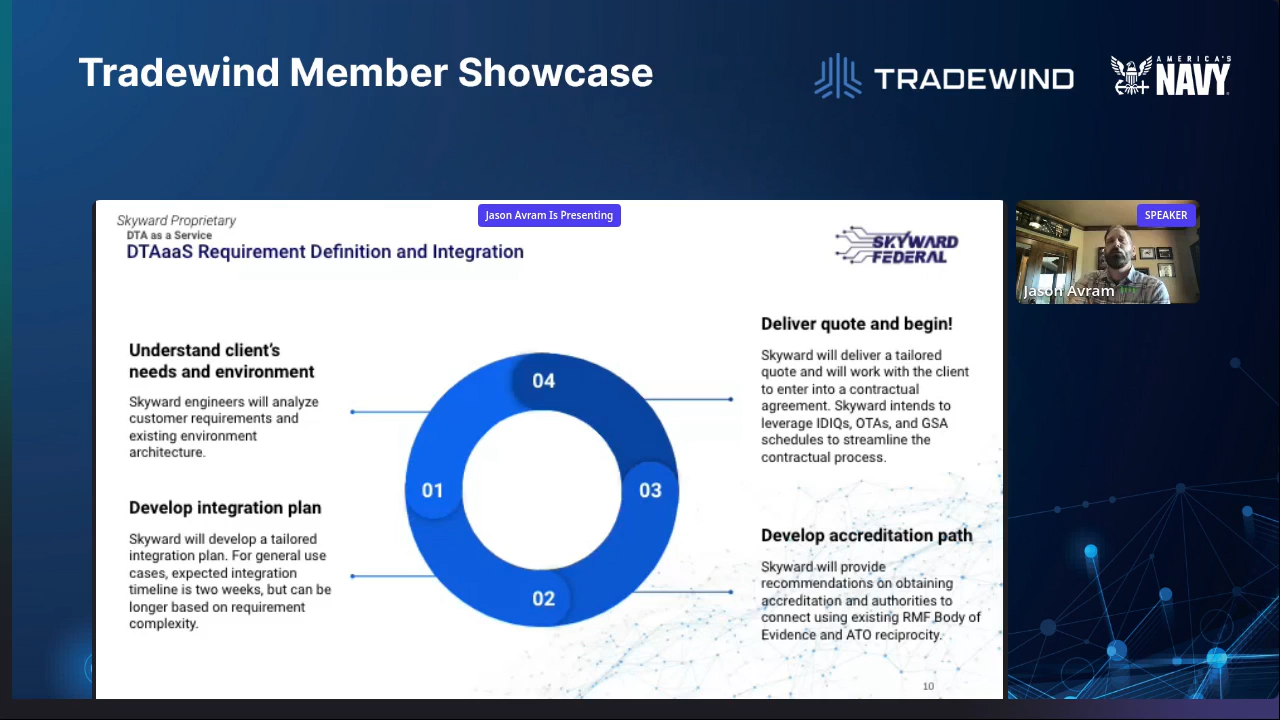 Tradewind Member Showcase
TRADEWIND
AMERICA'S
NAVY
Skyward Proprietary
Jason Avram Is Presenting
DTA as a Service
DTAaaS Requirement Definition and Integration
SKYWARD
FEDERAL
SPEAKER
Jason Avram
Understand client's
needs and environment
Skyward engineers will analyze
customer requirements and
existing environment
architecture.
Develop integration plan
Skyward will develop a tailored
integration plan. For general use
cases, expected integration
timeline is two weeks, but can be
longer based on requirement
complexity.
04
01
03
02
Deliver quote and begin!
Skyward will deliver a tailored
quote and will work with the client
to enter into a contractual
agreement. Skyward intends to
leverage IDIQs, OTAs, and GSA
schedules to streamline the
contractual process.
Develop accreditation path
Skyward will provide
recommendations on obtaining
accreditation and authorities to
connect using existing RMF Body of
Evidence and ATO reciprocity.
10